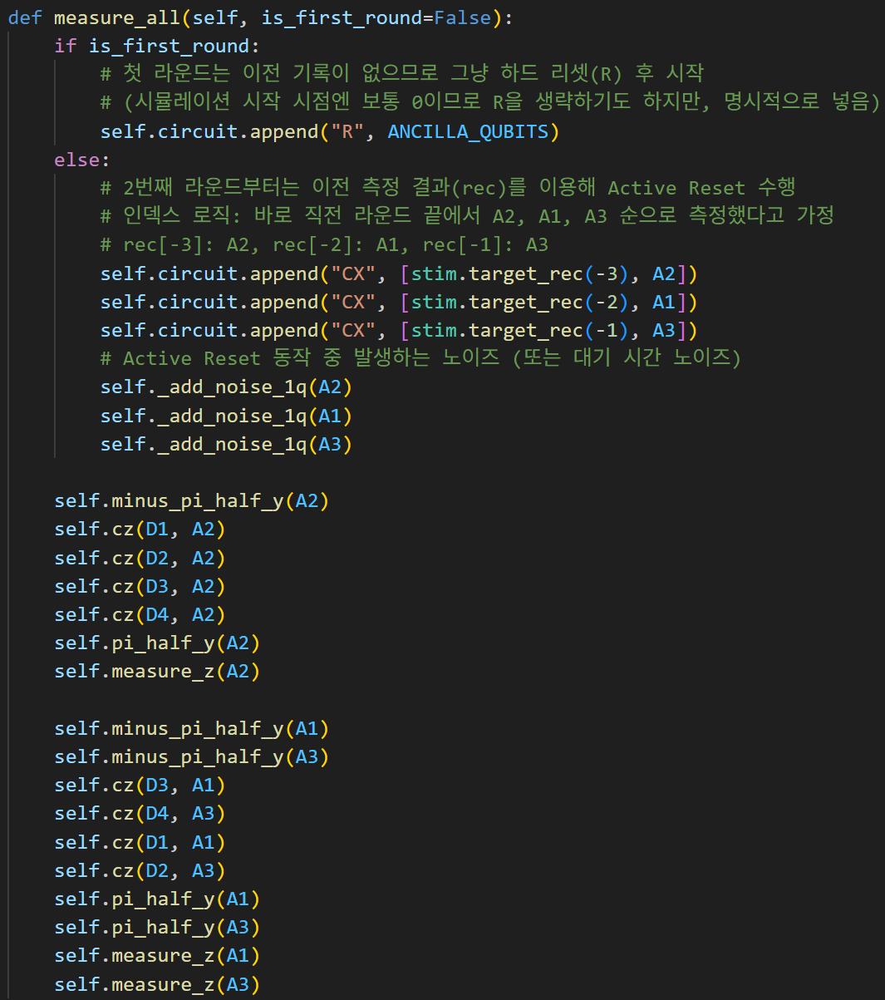 def measure_all(self, is_first_round=False):
    if is_first_round:
        # 첫 라운드는 이전 기록이 없으므로 그냥 하드 리셋(R) 후 시작
        # (시뮬레이션 시작 시점엔 보통 0이므로 R을 생략하기도 하지만, 명시적으로 넣음)
        self.circuit.append("R", ANCILLA_QUBITS)
    else:
        # 2번째 라운드부터는 이전 측정 결과(rec)를 이용해 Active Reset 수행
        # 인덱스 로직: 바로 직전 라운드 끝에서 A2, A1, A3 순으로 측정했다고 가정
        # rec[-3]: A2, rec[-2]: A1, rec[-1]: A3
        self.circuit.append("CX", [stim.target_rec(-3), A2])
        self.circuit.append("CX", [stim.target_rec(-2), A1])
        self.circuit.append("CX", [stim.target_rec(-1), A3])
        # Active Reset 동작 중 발생하는 노이즈 (또는 대기 시간 노이즈)
        self._add_noise_1q(A2)
        self._add_noise_1q(A1)
        self._add_noise_1q(A3)

    self.minus_pi_half_y(A2)
    self.cz(D1, A2)
    self.cz(D2, A2)
    self.cz(D3, A2)
    self.cz(D4, A2)
    self.pi_half_y(A2)
    self.measure_z(A2)

    self.minus_pi_half_y(A1)
    self.minus_pi_half_y(A3)
    self.cz(D3, A1)
    self.cz(D4, A3)
    self.cz(D1, A1)
    self.cz(D2, A3)
    self.pi_half_y(A1)
    self.pi_half_y(A3)
    self.measure_z(A1)
    self.measure_z(A3)